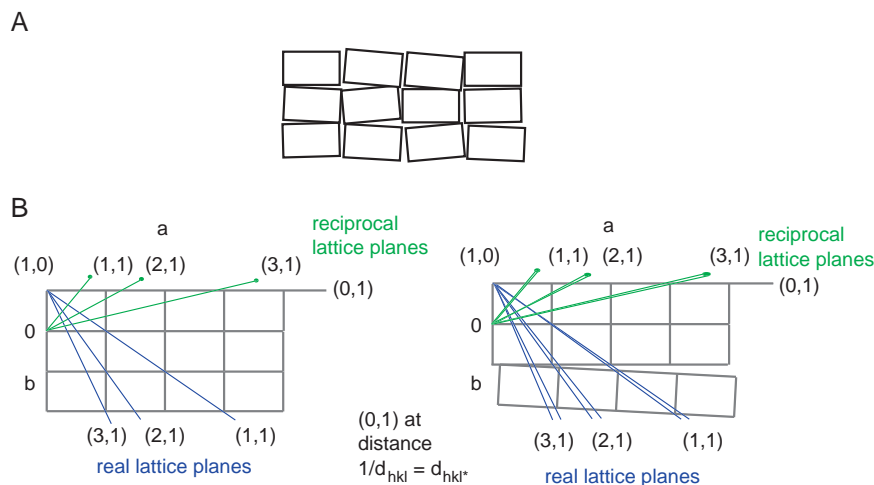 A
B
a
reciprocal
lattice planes
(1,0)
(1,1)
(2,1)
(3,1)
(0,1)
0
b
(3,1)
(2,1)
(1,1)
real lattice planes
(0,1) at
distance
1/d_hkl = d_hkl*
a
reciprocal
lattice planes
(1,0)
(1,1)
(2,1)
(3,1)
(0,1)
0
b
(3,1)
(2,1)
(1,1)
real lattice planes